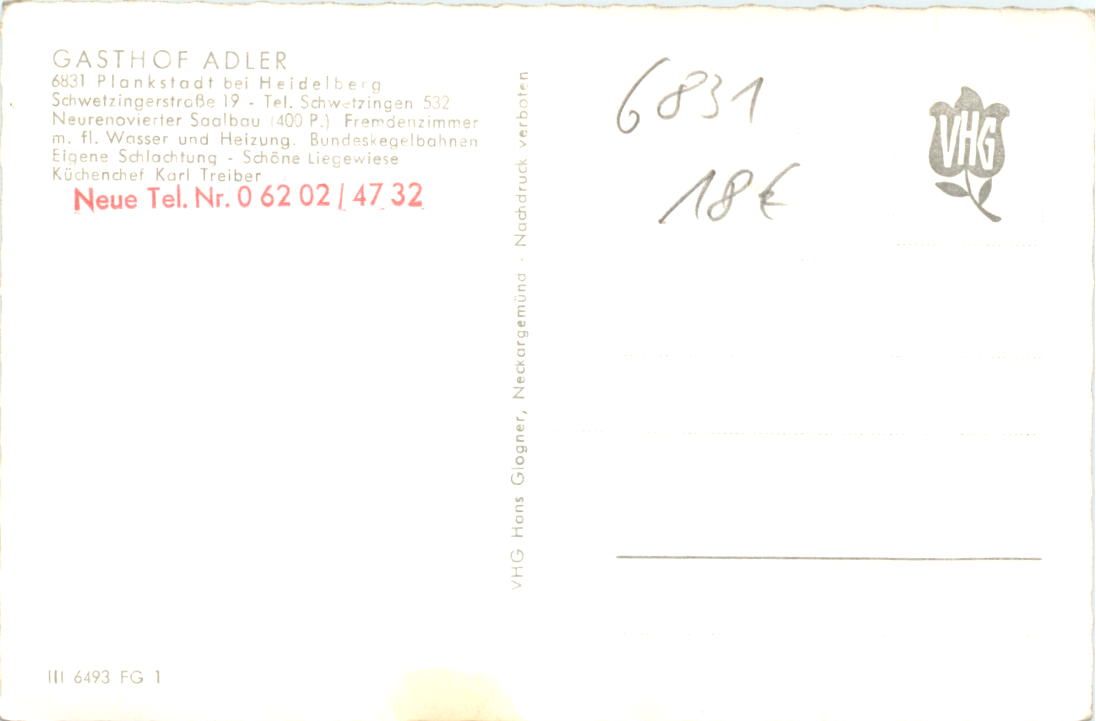 GASTHOF ADLER
6831 Plankstadt bei Heidelberg
Schwetzingerstraße 19 - Tel. Schwetzingen 532
Neurenovierter Saalbau (400 P.) Fremdenzimmer
m. fl. Wasser und Heizung. Bundeskegelbahnen
Eigene Schlachtung - Schöne Liegewiese
Küchenchef Karl Treiber
Neue Tel. Nr. 0 62 02 / 47 32
III 6493 FG 1
VHG Hans Glogner, Neckargemünd · Nachdruck verboten
6831
18€
VHG